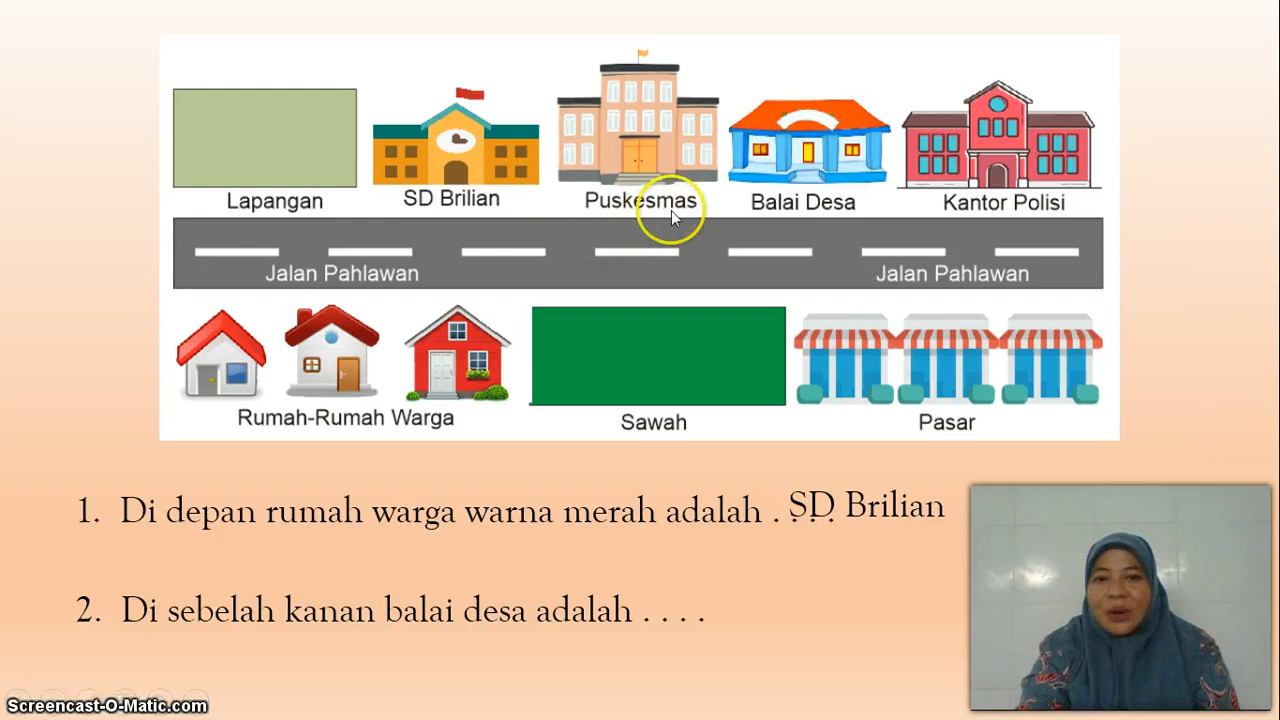 Lapangan
SD Brilian
Puskesmas
Balai Desa
Kantor Polisi
Jalan Pahlawan
Jalan Pahlawan
Rumah-Rumah Warga
Sawah
Pasar
1. Di depan rumah warga warna merah adalah . . . . SD Brilian
2. Di sebelah kanan balai desa adalah . . . .
Screencast-O-Matic.com